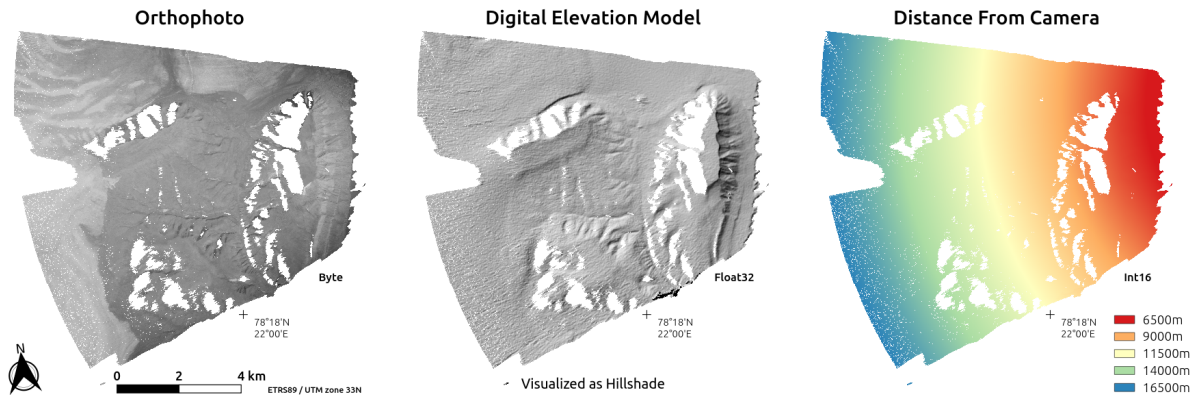 Orthophoto
Digital Elevation Model
Distance From Camera
Byte
Float32
Int16
78°18'N
22°00'E
78°18'N
22°00'E
78°18'N
22°00'E
6500m
9000m
11500m
14000m
16500m
N
0 2 4 km
ETRS89 / UTM zone 33N
Visualized as Hillshade